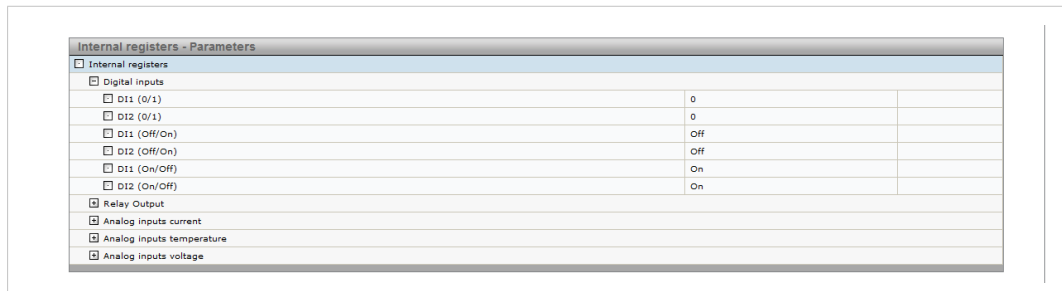 Internal registers - Parameters
Internal registers
Digital inputs
DI1 (0/1) 0
DI2 (0/1) 0
DI1 (Off/On) Off
DI2 (Off/On) Off
DI1 (On/Off) On
DI2 (On/Off) On
Relay Output
Analog inputs current
Analog inputs temperature
Analog inputs voltage